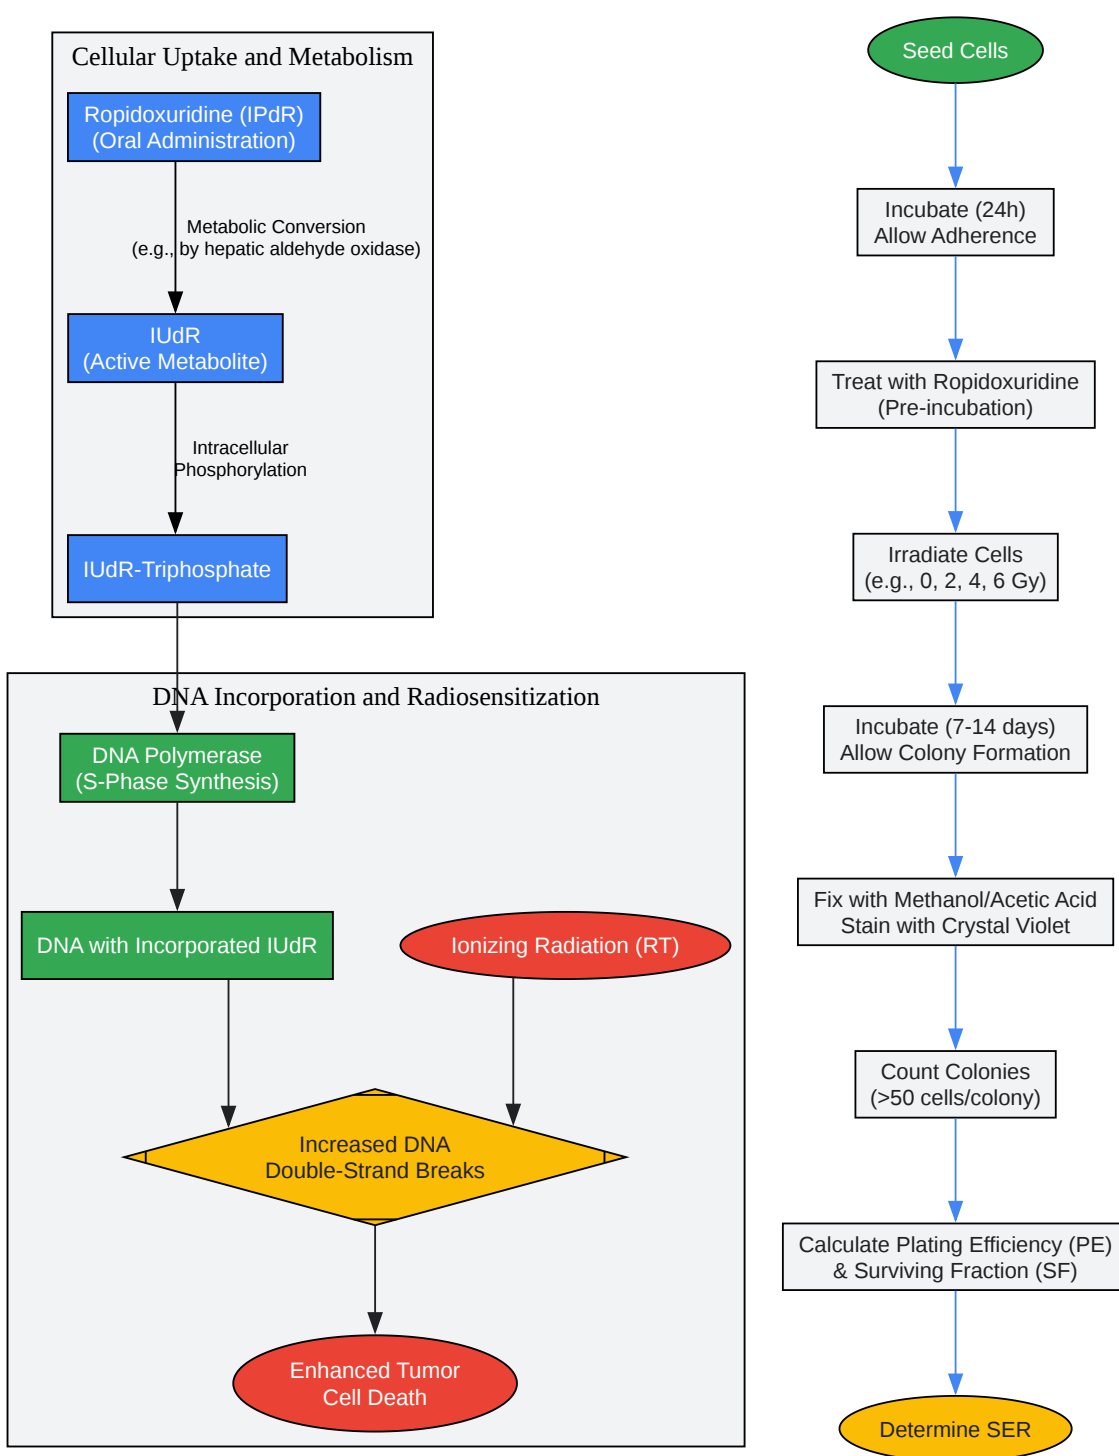 Cellular Uptake and Metabolism
Ropidoxuridine (IPdR)
(Oral Administration)
Metabolic Conversion
(e.g., by hepatic aldehyde oxidase)
IUdR
(Active Metabolite)
Intracellular
Phosphorylation
IUdR-Triphosphate
DNA Incorporation and Radiosensitization
DNA Polymerase
(S-Phase Synthesis)
DNA with Incorporated IUdR
Ionizing Radiation (RT)
Increased DNA
Double-Strand Breaks
Enhanced Tumor
Cell Death
Seed Cells
Incubate (24h)
Allow Adherence
Treat with Ropidoxuridine
(Pre-incubation)
Irradiate Cells
(e.g., 0, 2, 4, 6 Gy)
Incubate (7-14 days)
Allow Colony Formation
Fix with Methanol/Acetic Acid
Stain with Crystal Violet
Count Colonies
(>50 cells/colony)
Calculate Plating Efficiency (PE)
& Surviving Fraction (SF)
Determine SER